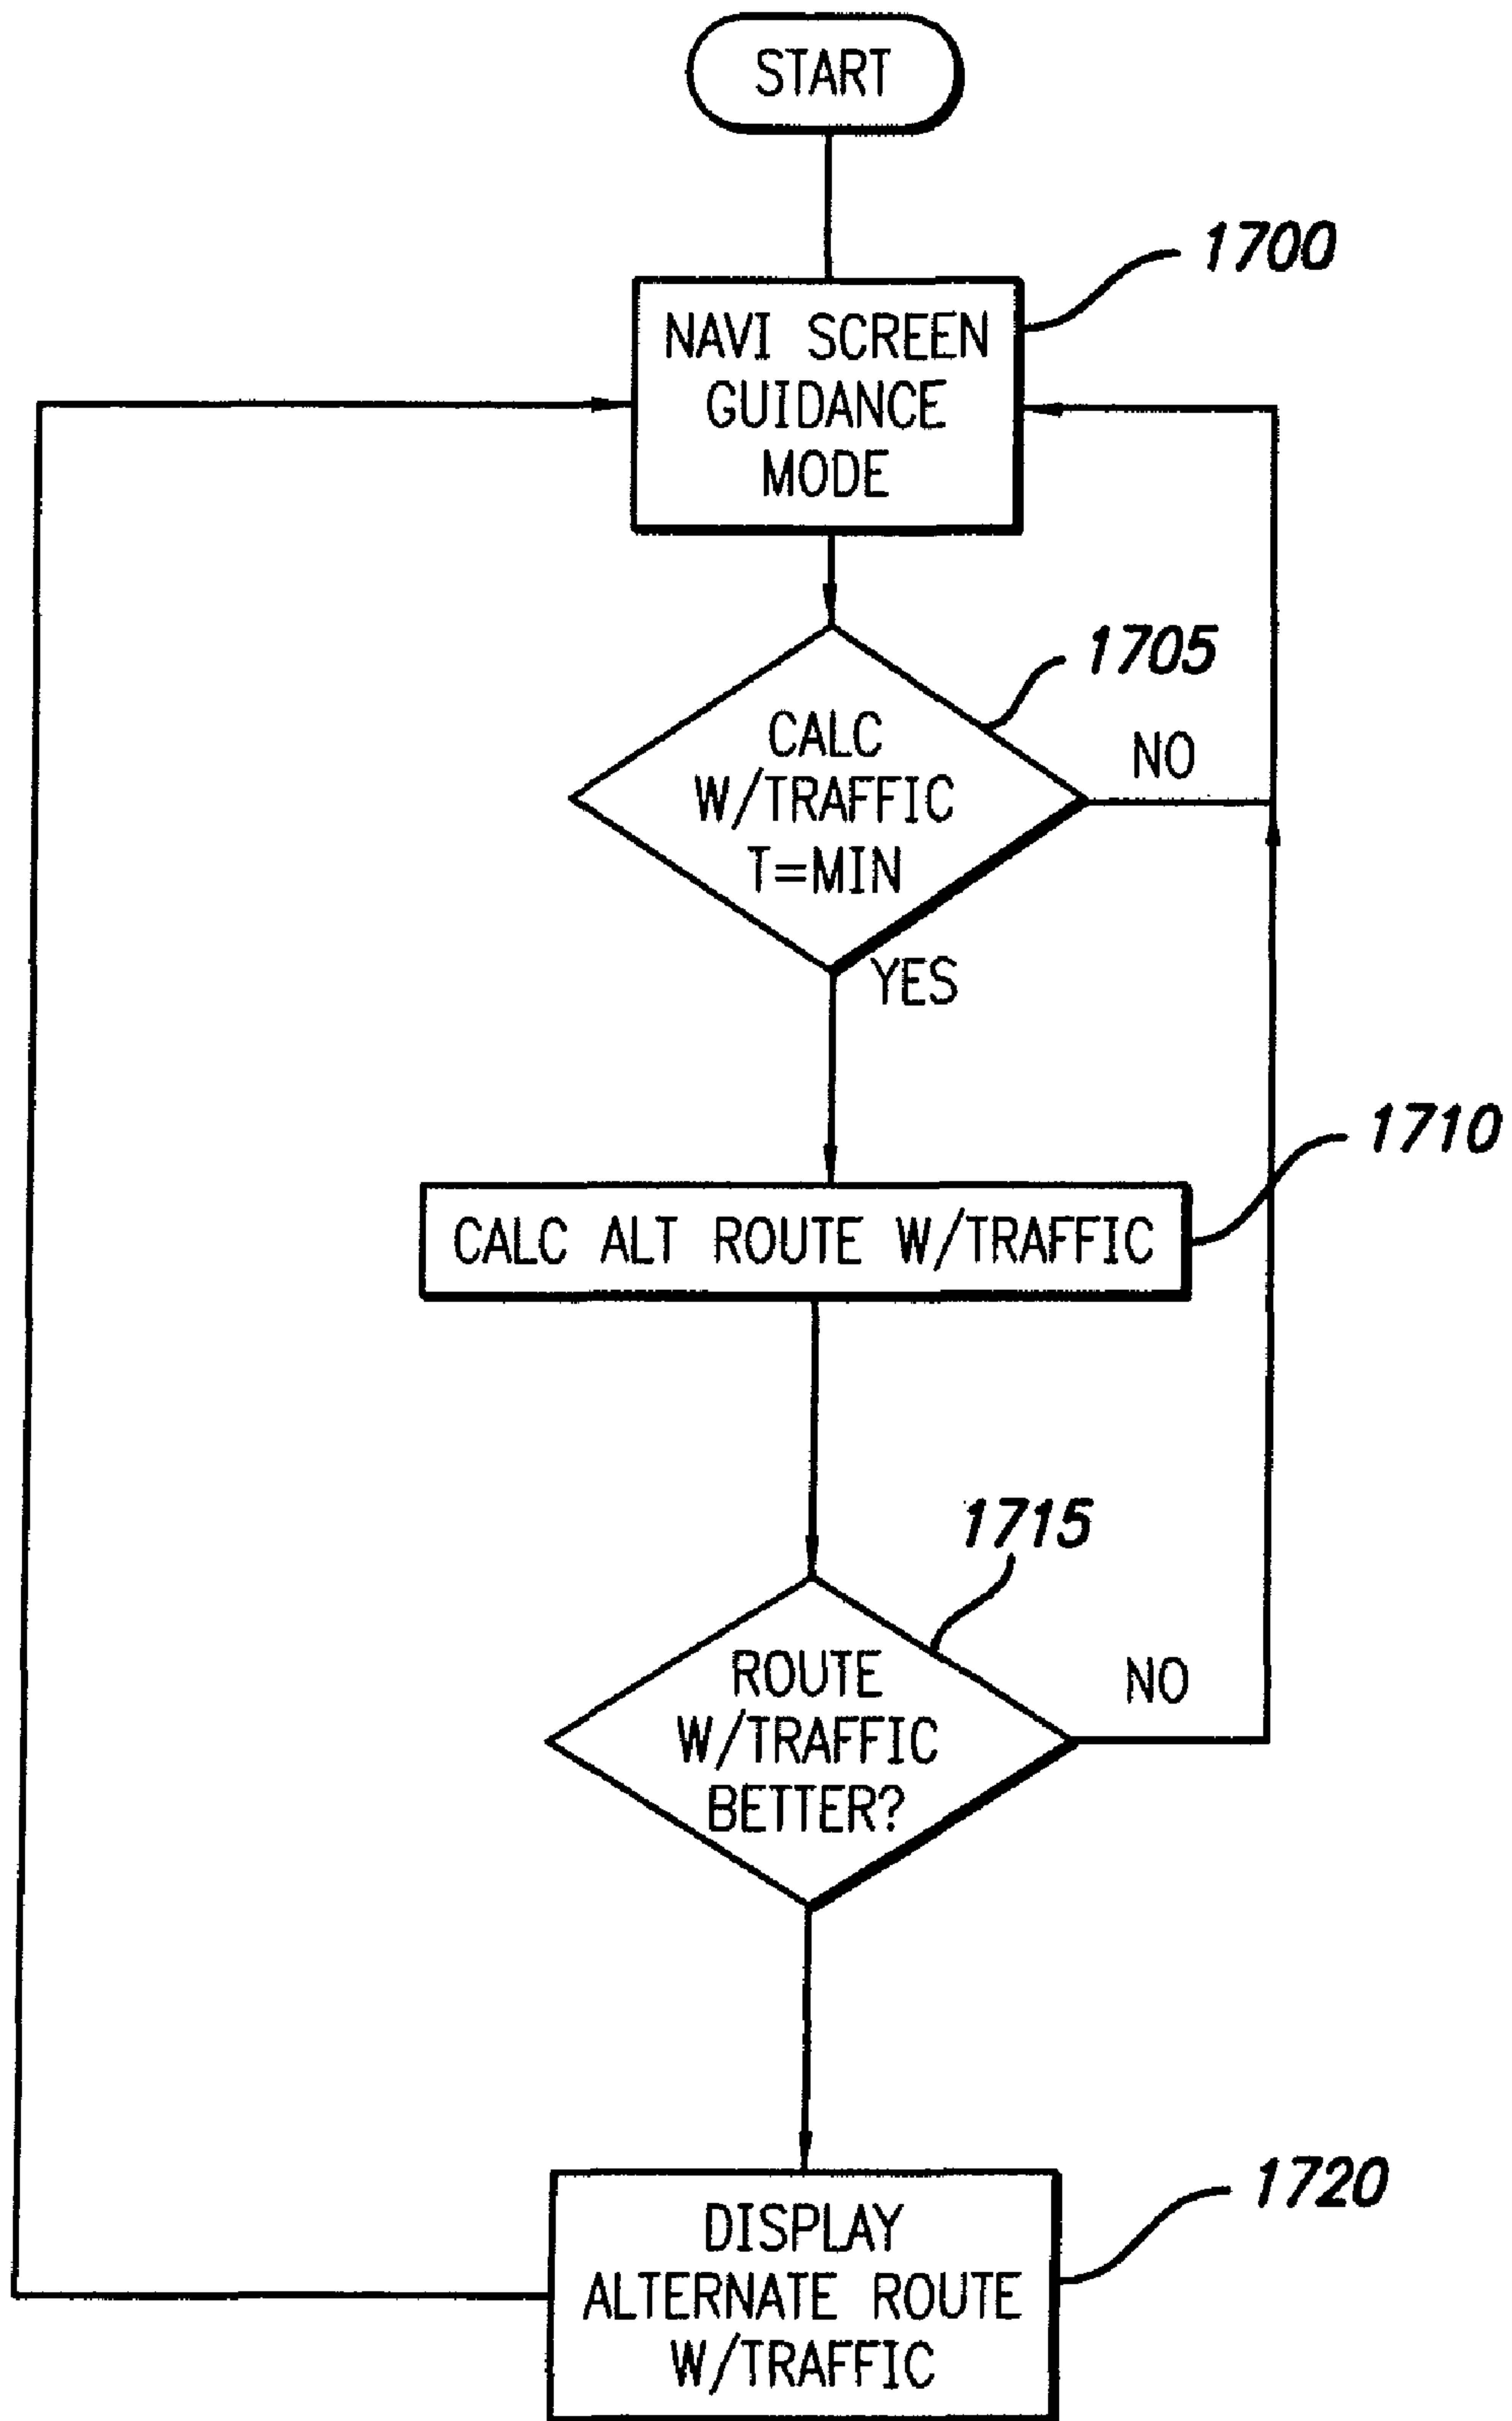 START
1700
NAVI SCREEN
GUIDANCE
MODE
1705
CALC
W/TRAFFIC
T=MIN
NO
YES
1710
CALC ALT ROUTE W/TRAFFIC
1715
ROUTE
W/TRAFFIC
BETTER?
NO
1720
DISPLAY
ALTERNATE ROUTE
W/TRAFFIC